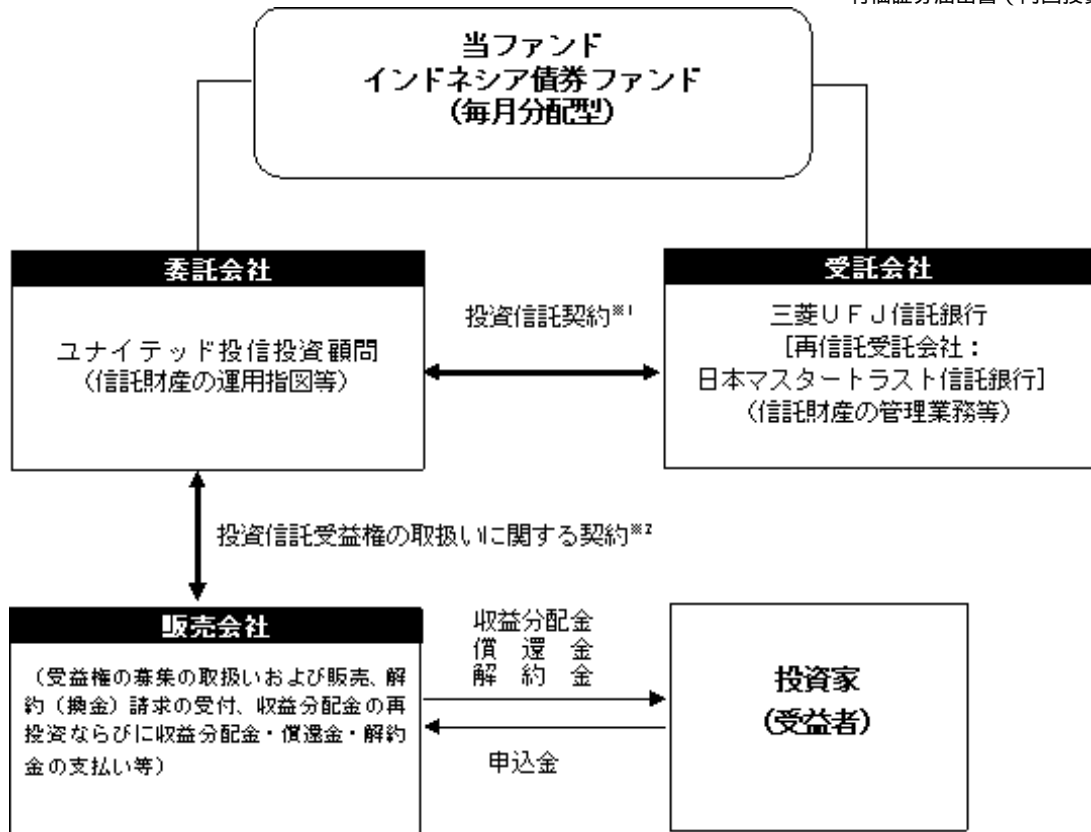 当ファンド
インドネシア債券ファンド
(毎月分配型)
委託会社
ユナイテッド投信投資顧問
(信託財産の運用指図等)
投資信託契約※1
受託会社
三菱UFJ信託銀行
[再信託受託会社:
日本マスタートラスト信託銀行]
(信託財産の管理業務等)
投資信託受益権の取扱いに関する契約※2
販売会社
(受益権の募集の取扱いおよび販売、解
約(換金)請求の受付、収益分配金の再
投資ならびに収益分配金・償還金・解約
金の支払い等)
収益分配金
償 還 金
解 約 金
申込金
投資家
(受益者)